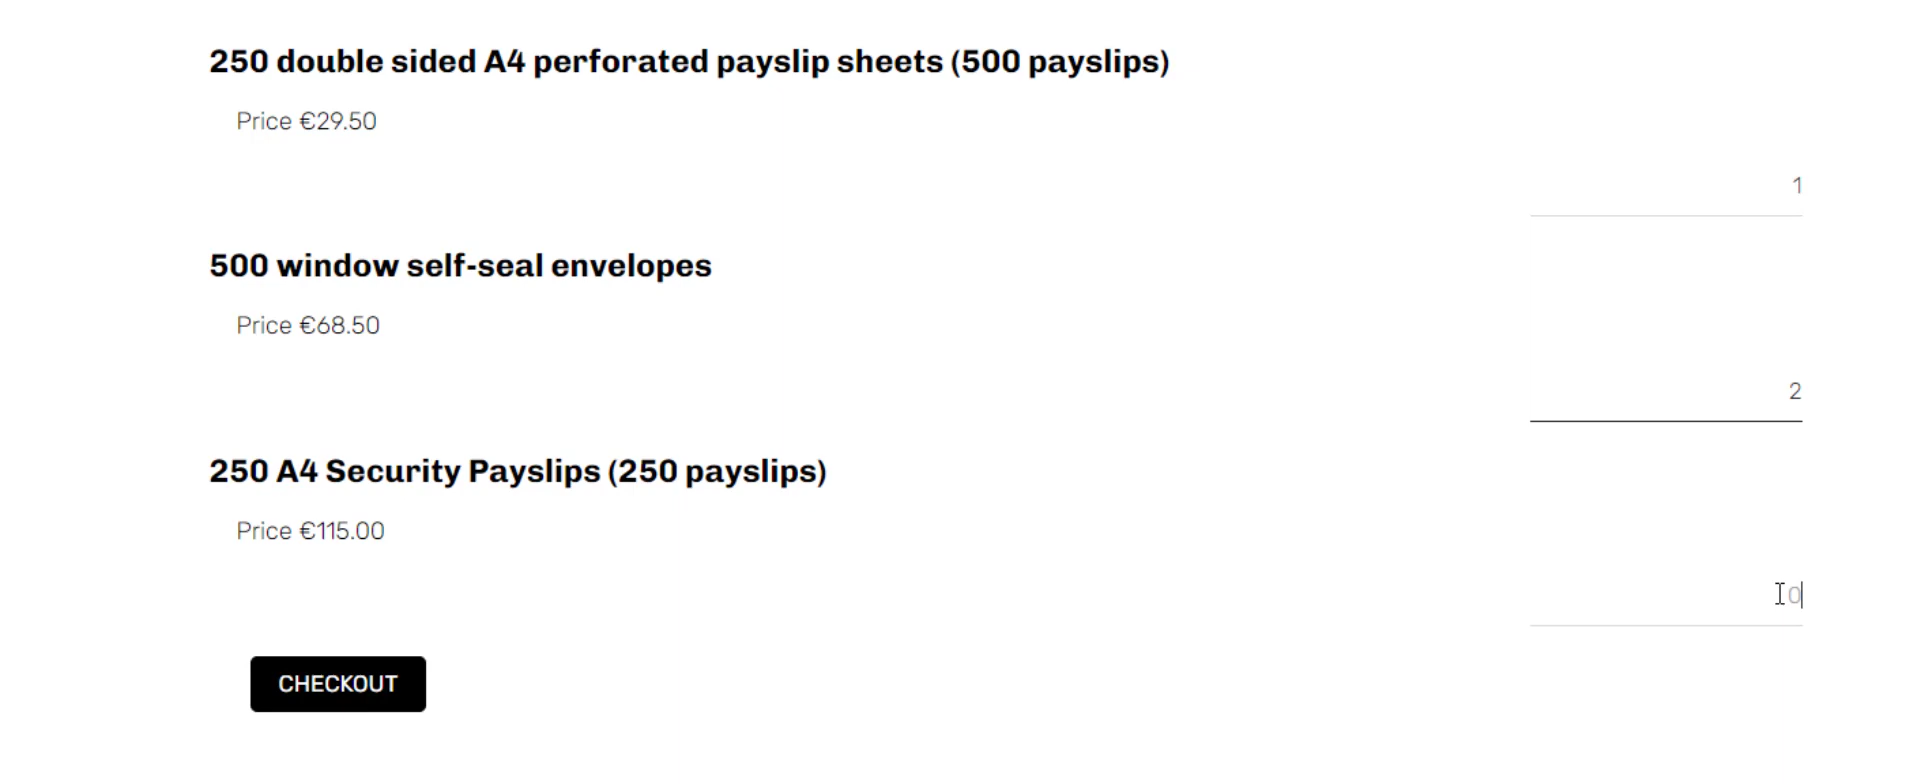 250 double sided A4 perforated payslip sheets (500 payslips)
Price €29.50
1
500 window self-seal envelopes
Price €68.50
2
250 A4 Security Payslips (250 payslips)
Price €115.00
0
CHECKOUT